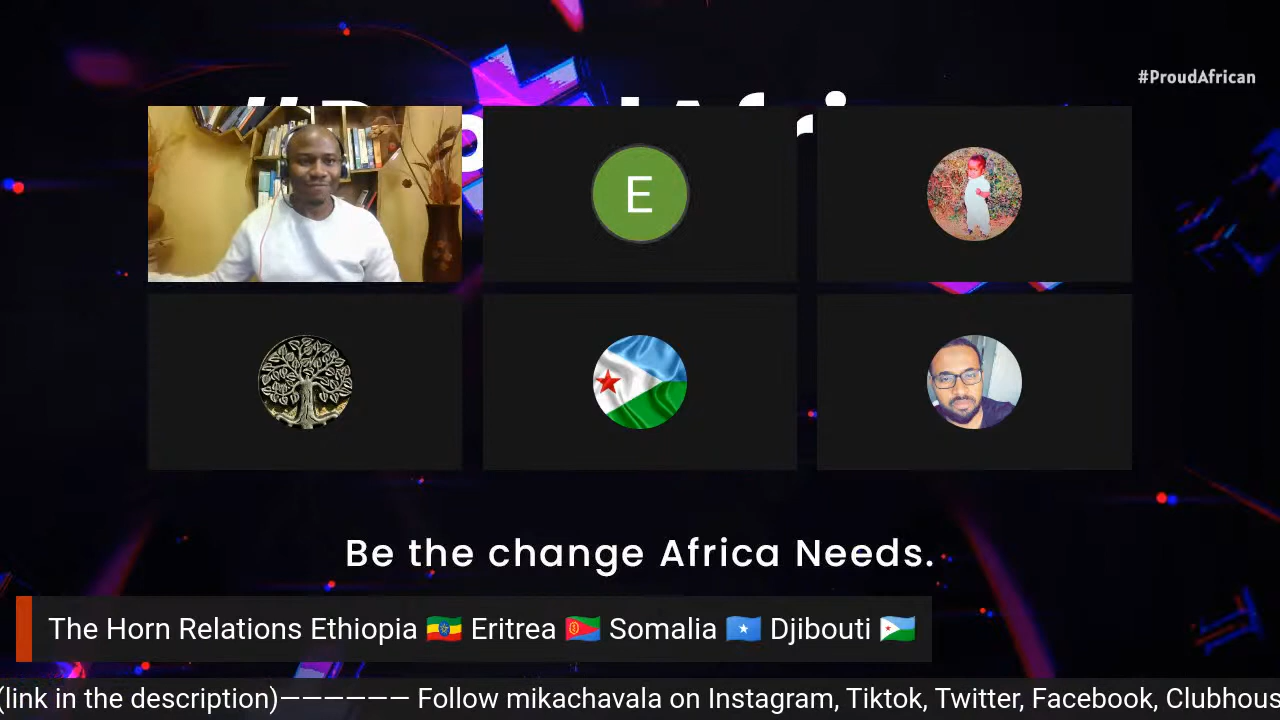 #ProudAfrican
E
Be the change Africa Needs.
The Horn Relations Ethiopia 🇪🇹 Eritrea 🇪🇷 Somalia 🇸🇴 Djibouti 🇩🇯
(link in the description)—————— Follow mikachavala on Instagram, Tiktok, Twitter, Facebook, Clubhous